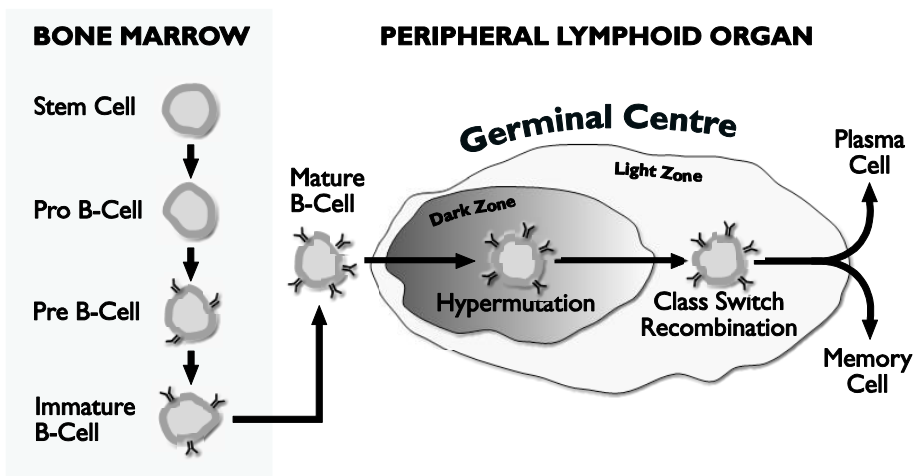 BONE MARROW
Stem Cell
Pro B-Cell
Pre B-Cell
Immature
B-Cell
PERIPHERAL LYMPHOID ORGAN
Germinal Centre
Mature
B-Cell
Dark Zone
Hypermutation
Light Zone
Class Switch
Recombination
Plasma
Cell
Memory
Cell